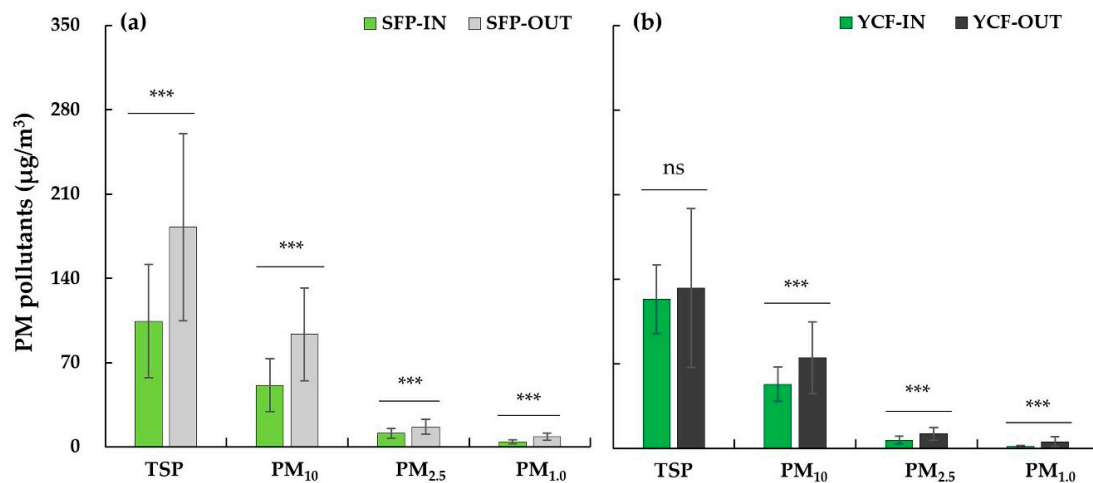 (a) SFP-IN SFP-OUT
(b) YCF-IN YCF-OUT
PM pollutants (µg/m³)
350
280
210
140
70
0
***
***
***
***
TSP PM₁₀ PM₂.₅ PM₁.₀
ns
***
***
***
TSP PM₁₀ PM₂.₅ PM₁.₀